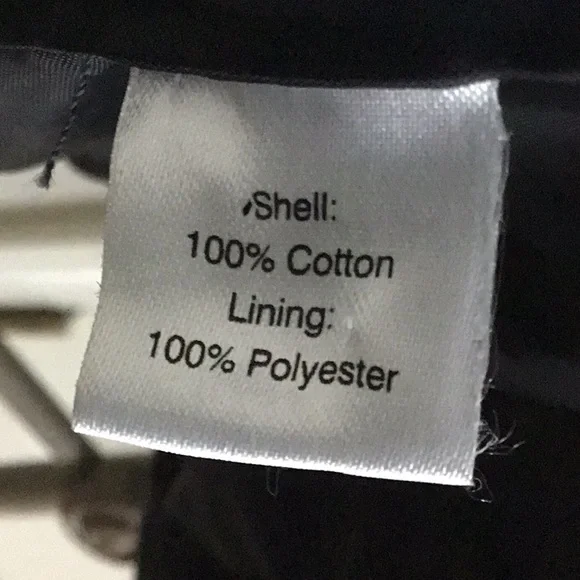 Shell:
100% Cotton
Lining:
100% Polyester